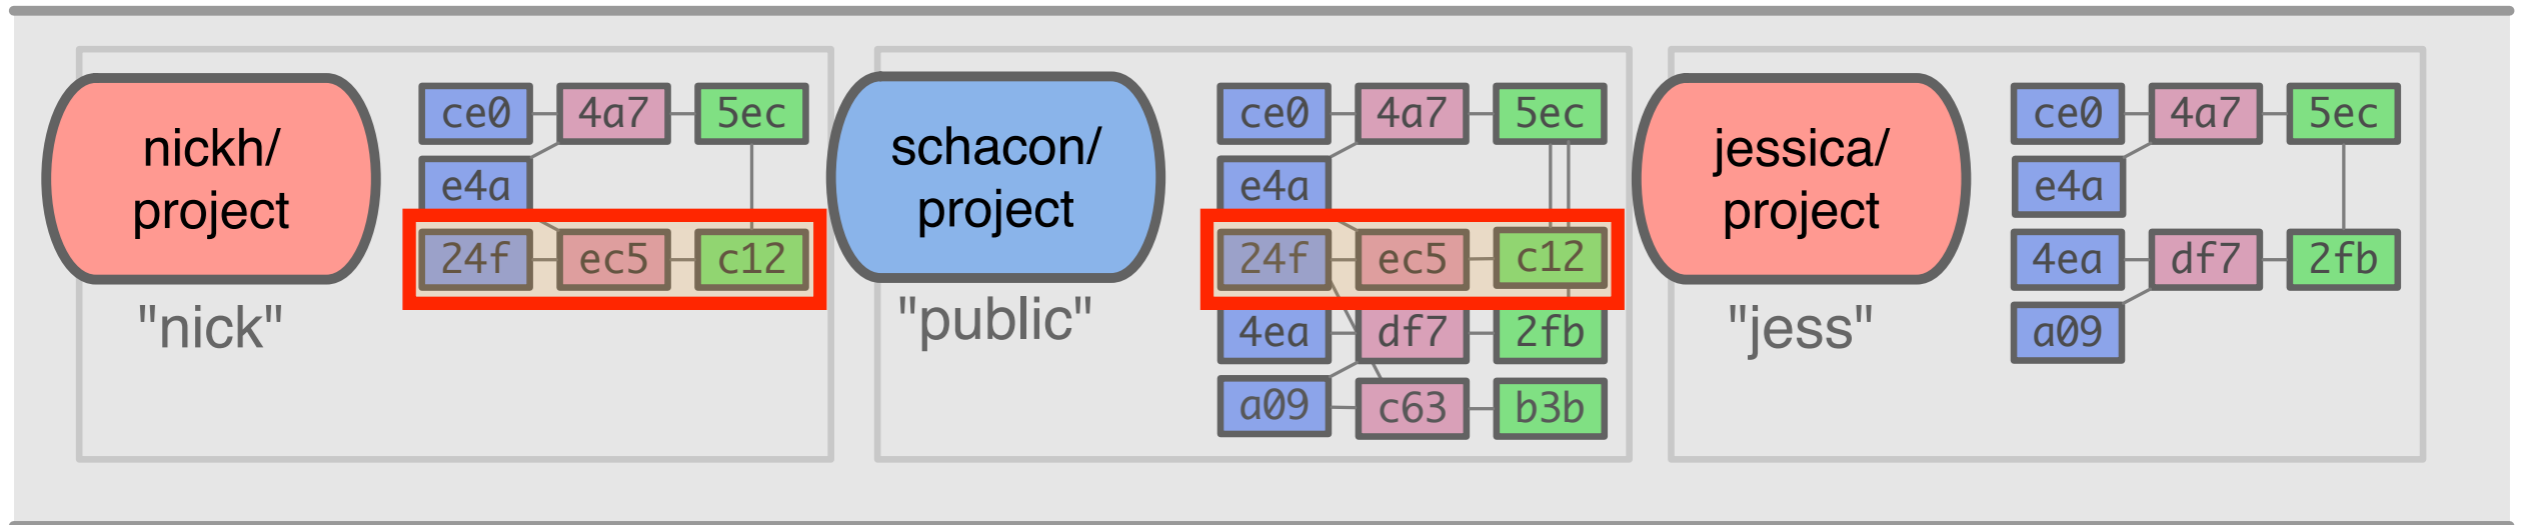 nickh/
project
"nick"
ce0 4a7 5ec
e4a
24f ec5 c12
schacon/
project
"public"
ce0 4a7 5ec
e4a
24f ec5 c12
4ea df7 2fb
a09 c63 b3b
jessica/
project
"jess"
ce0 4a7 5ec
e4a
4ea df7 2fb
a09